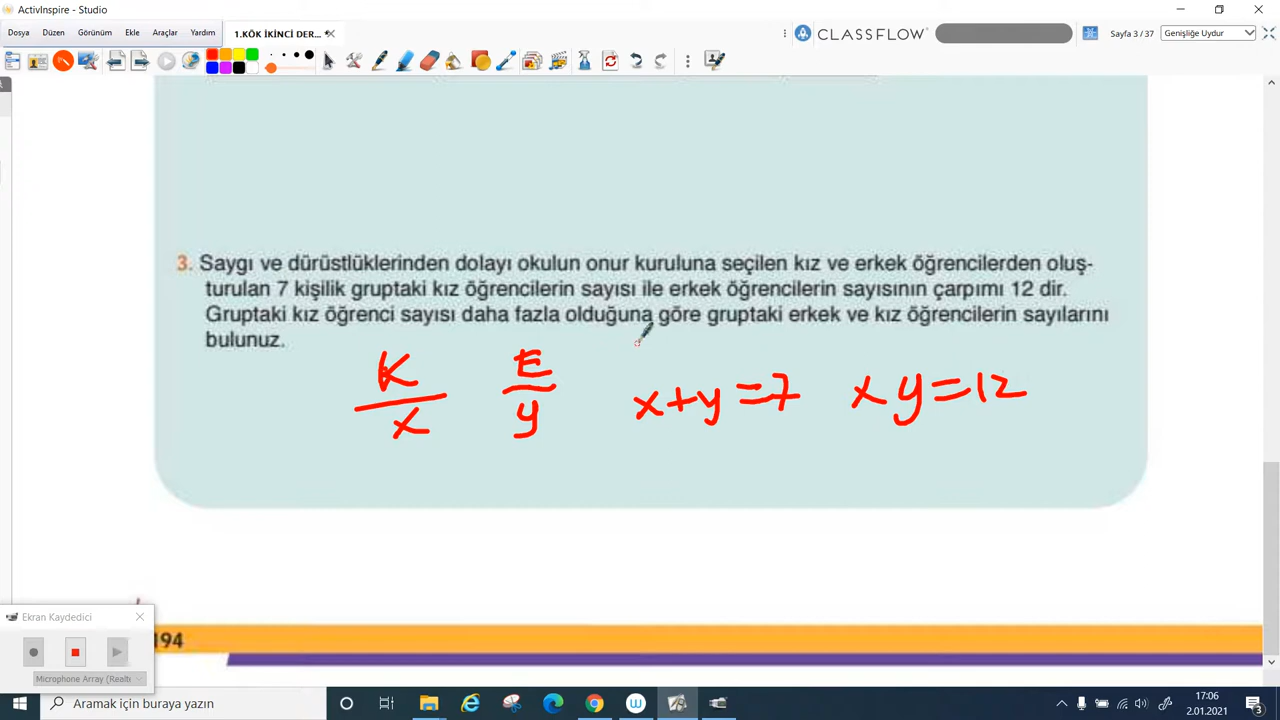 ActivInspire - Studio
Dosya Düzen Görünüm Ekle Araçlar Yardım
1.KÖK İKİNCİ DER...
CLASSFLOW
Sayfa 3 / 37
Genişliğe Uydur
3. Saygı ve dürüstlüklerinden dolayı okulun onur kuruluna seçilen kız ve erkek öğrencilerden oluş-
turulan 7 kişilik gruptaki kız öğrencilerin sayısı ile erkek öğrencilerin sayısının çarpımı 12 dir.
Gruptaki kız öğrenci sayısı daha fazla olduğuna göre gruptaki erkek ve kız öğrencilerin sayılarını
bulunuz.
K E
x y x+y=7 xy=12
Ekran Kaydedici
Microphone Array (Realt
194
Aramak için buraya yazın
17:06
2.01.2021
3